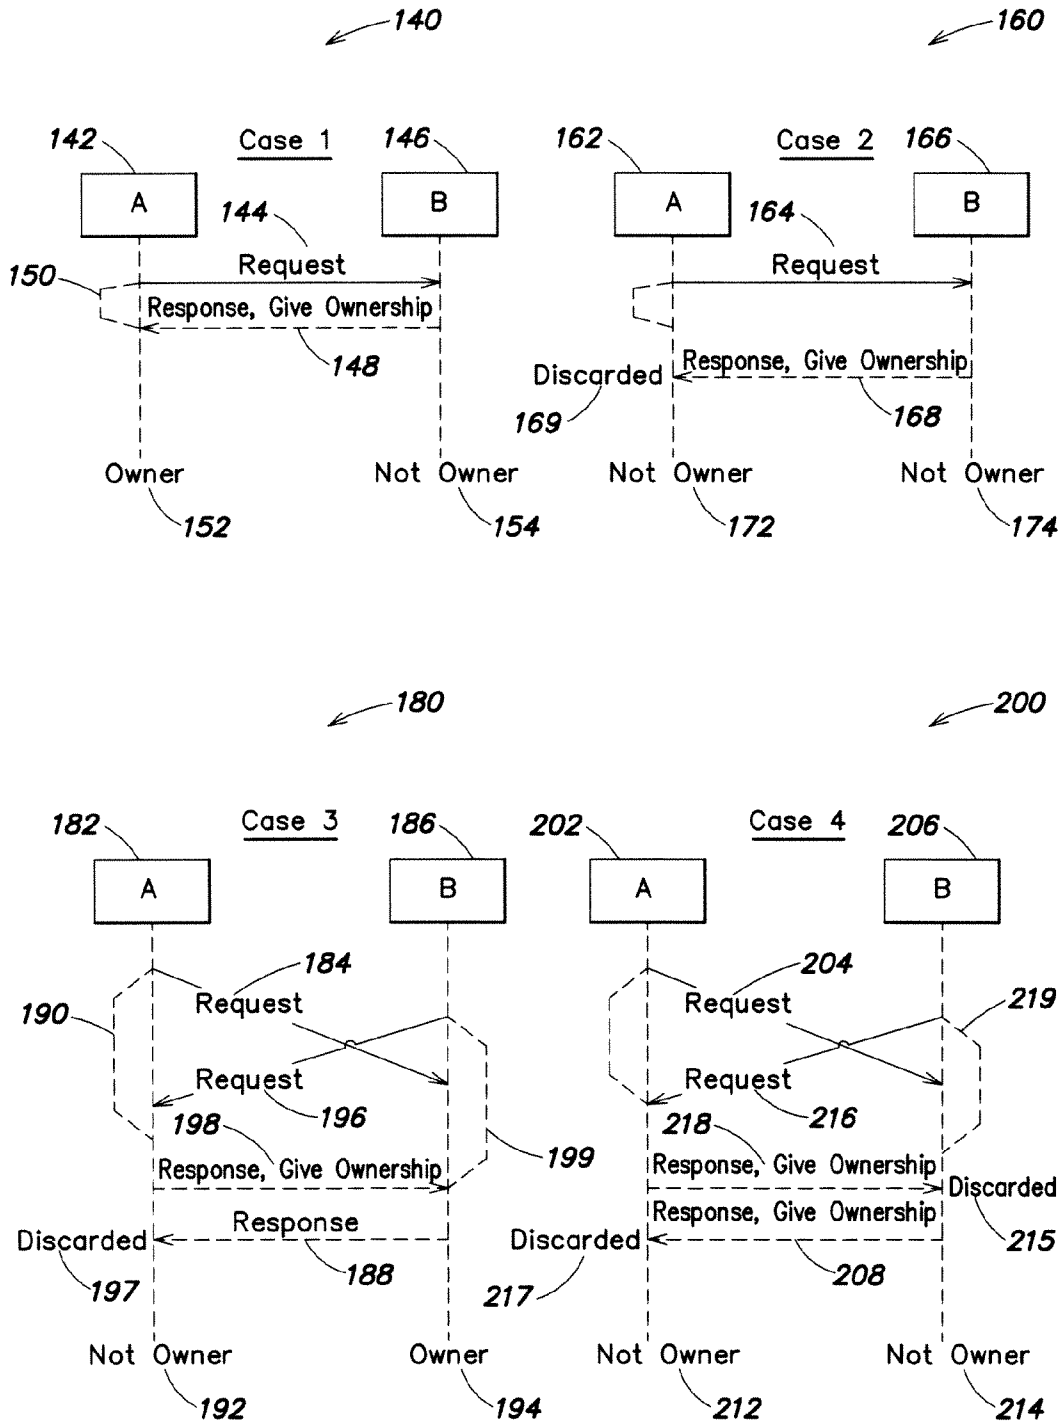 140
160
142
Case 1
146
162
Case 2
166
A
B
A
B
144
164
150
Request
Request
Response, Give Ownership
148
Discarded
Response, Give Ownership
169
168
Owner
Not Owner
Not Owner
Not Owner
152
154
172
174
180
200
182
Case 3
186
202
Case 4
206
A
B
A
B
184
204
190
Request
Request
219
Request
Request
198
196
199
218
216
Response, Give Ownership
Response, Give Ownership
Discarded
Response
Response, Give Ownership
Discarded
188
Discarded
208
215
197
217
Not Owner
Owner
Not Owner
Not Owner
192
194
212
214